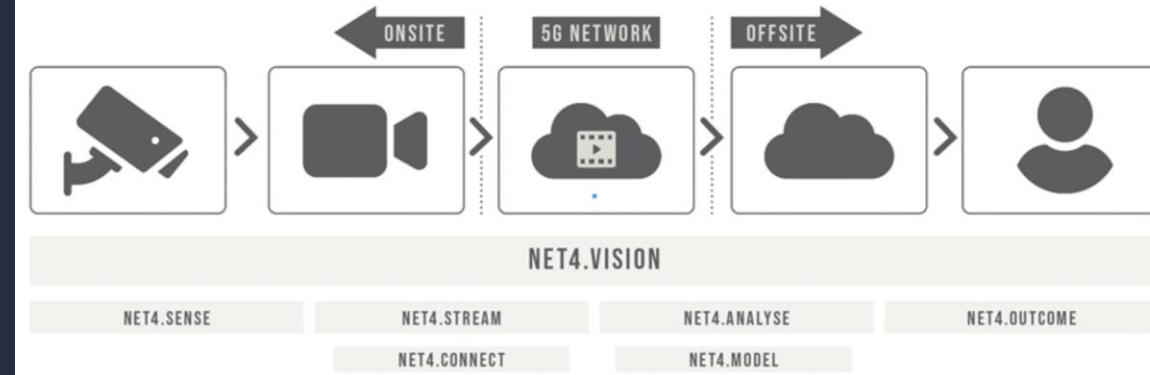 ONSITE 5G NETWORK OFFSITE
NET4.VISION
NET4.SENSE NET4.STREAM NET4.ANALYSE NET4.OUTCOME
NET4.CONNECT NET4.MODEL